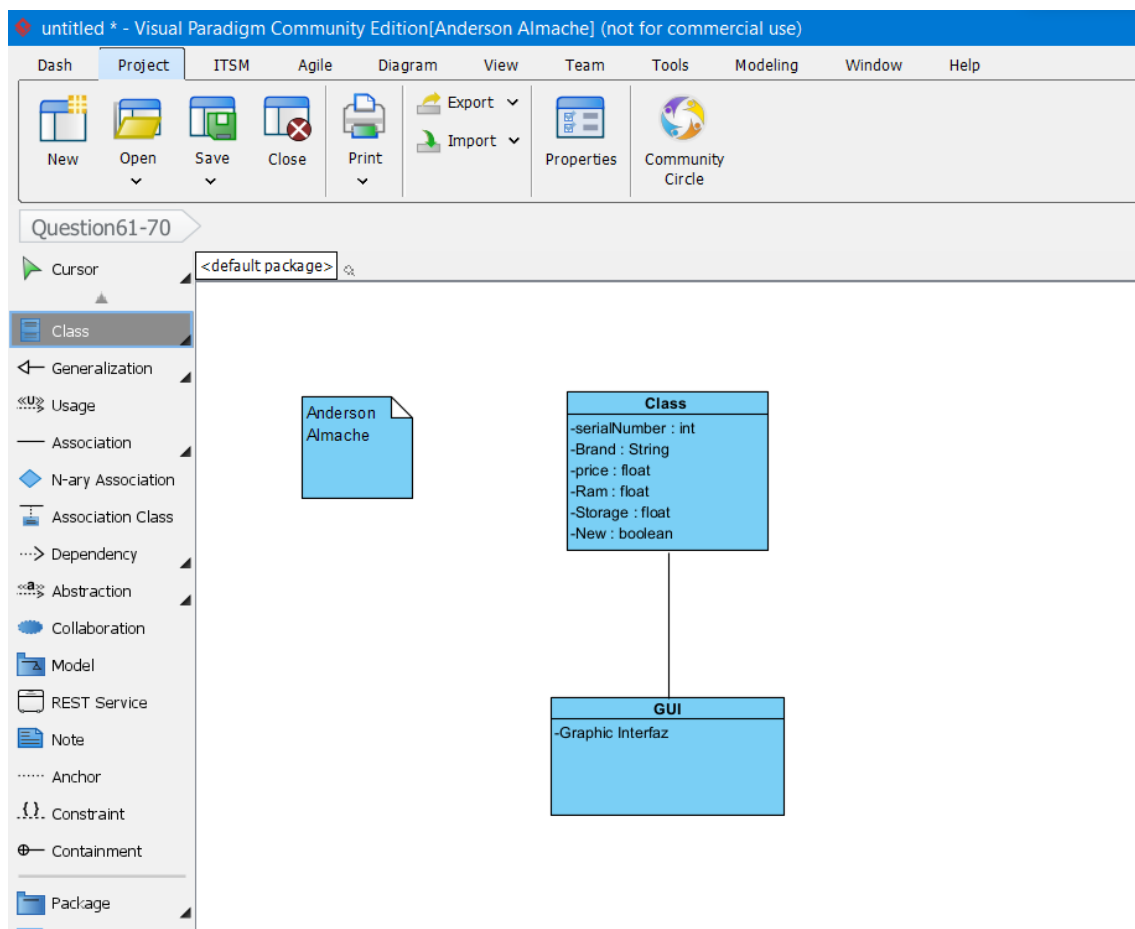 untitled * - Visual Paradigm Community Edition[Anderson Almache] (not for commercial use)
Dash Project ITSM Agile Diagram View Team Tools Modeling Window Help
New Open Save Close Print Export Import Properties Community Circle
Question61-70
Cursor
<default package>
Class
Generalization
Usage
Association
N-ary Association
Association Class
Dependency
Abstraction
Collaboration
Model
REST Service
Note
Anchor
Constraint
Containment
Package
Anderson
Almache
Class
-serialNumber : int
-Brand : String
-price : float
-Ram : float
-Storage : float
-New : boolean
GUI
-Graphic Interfaz